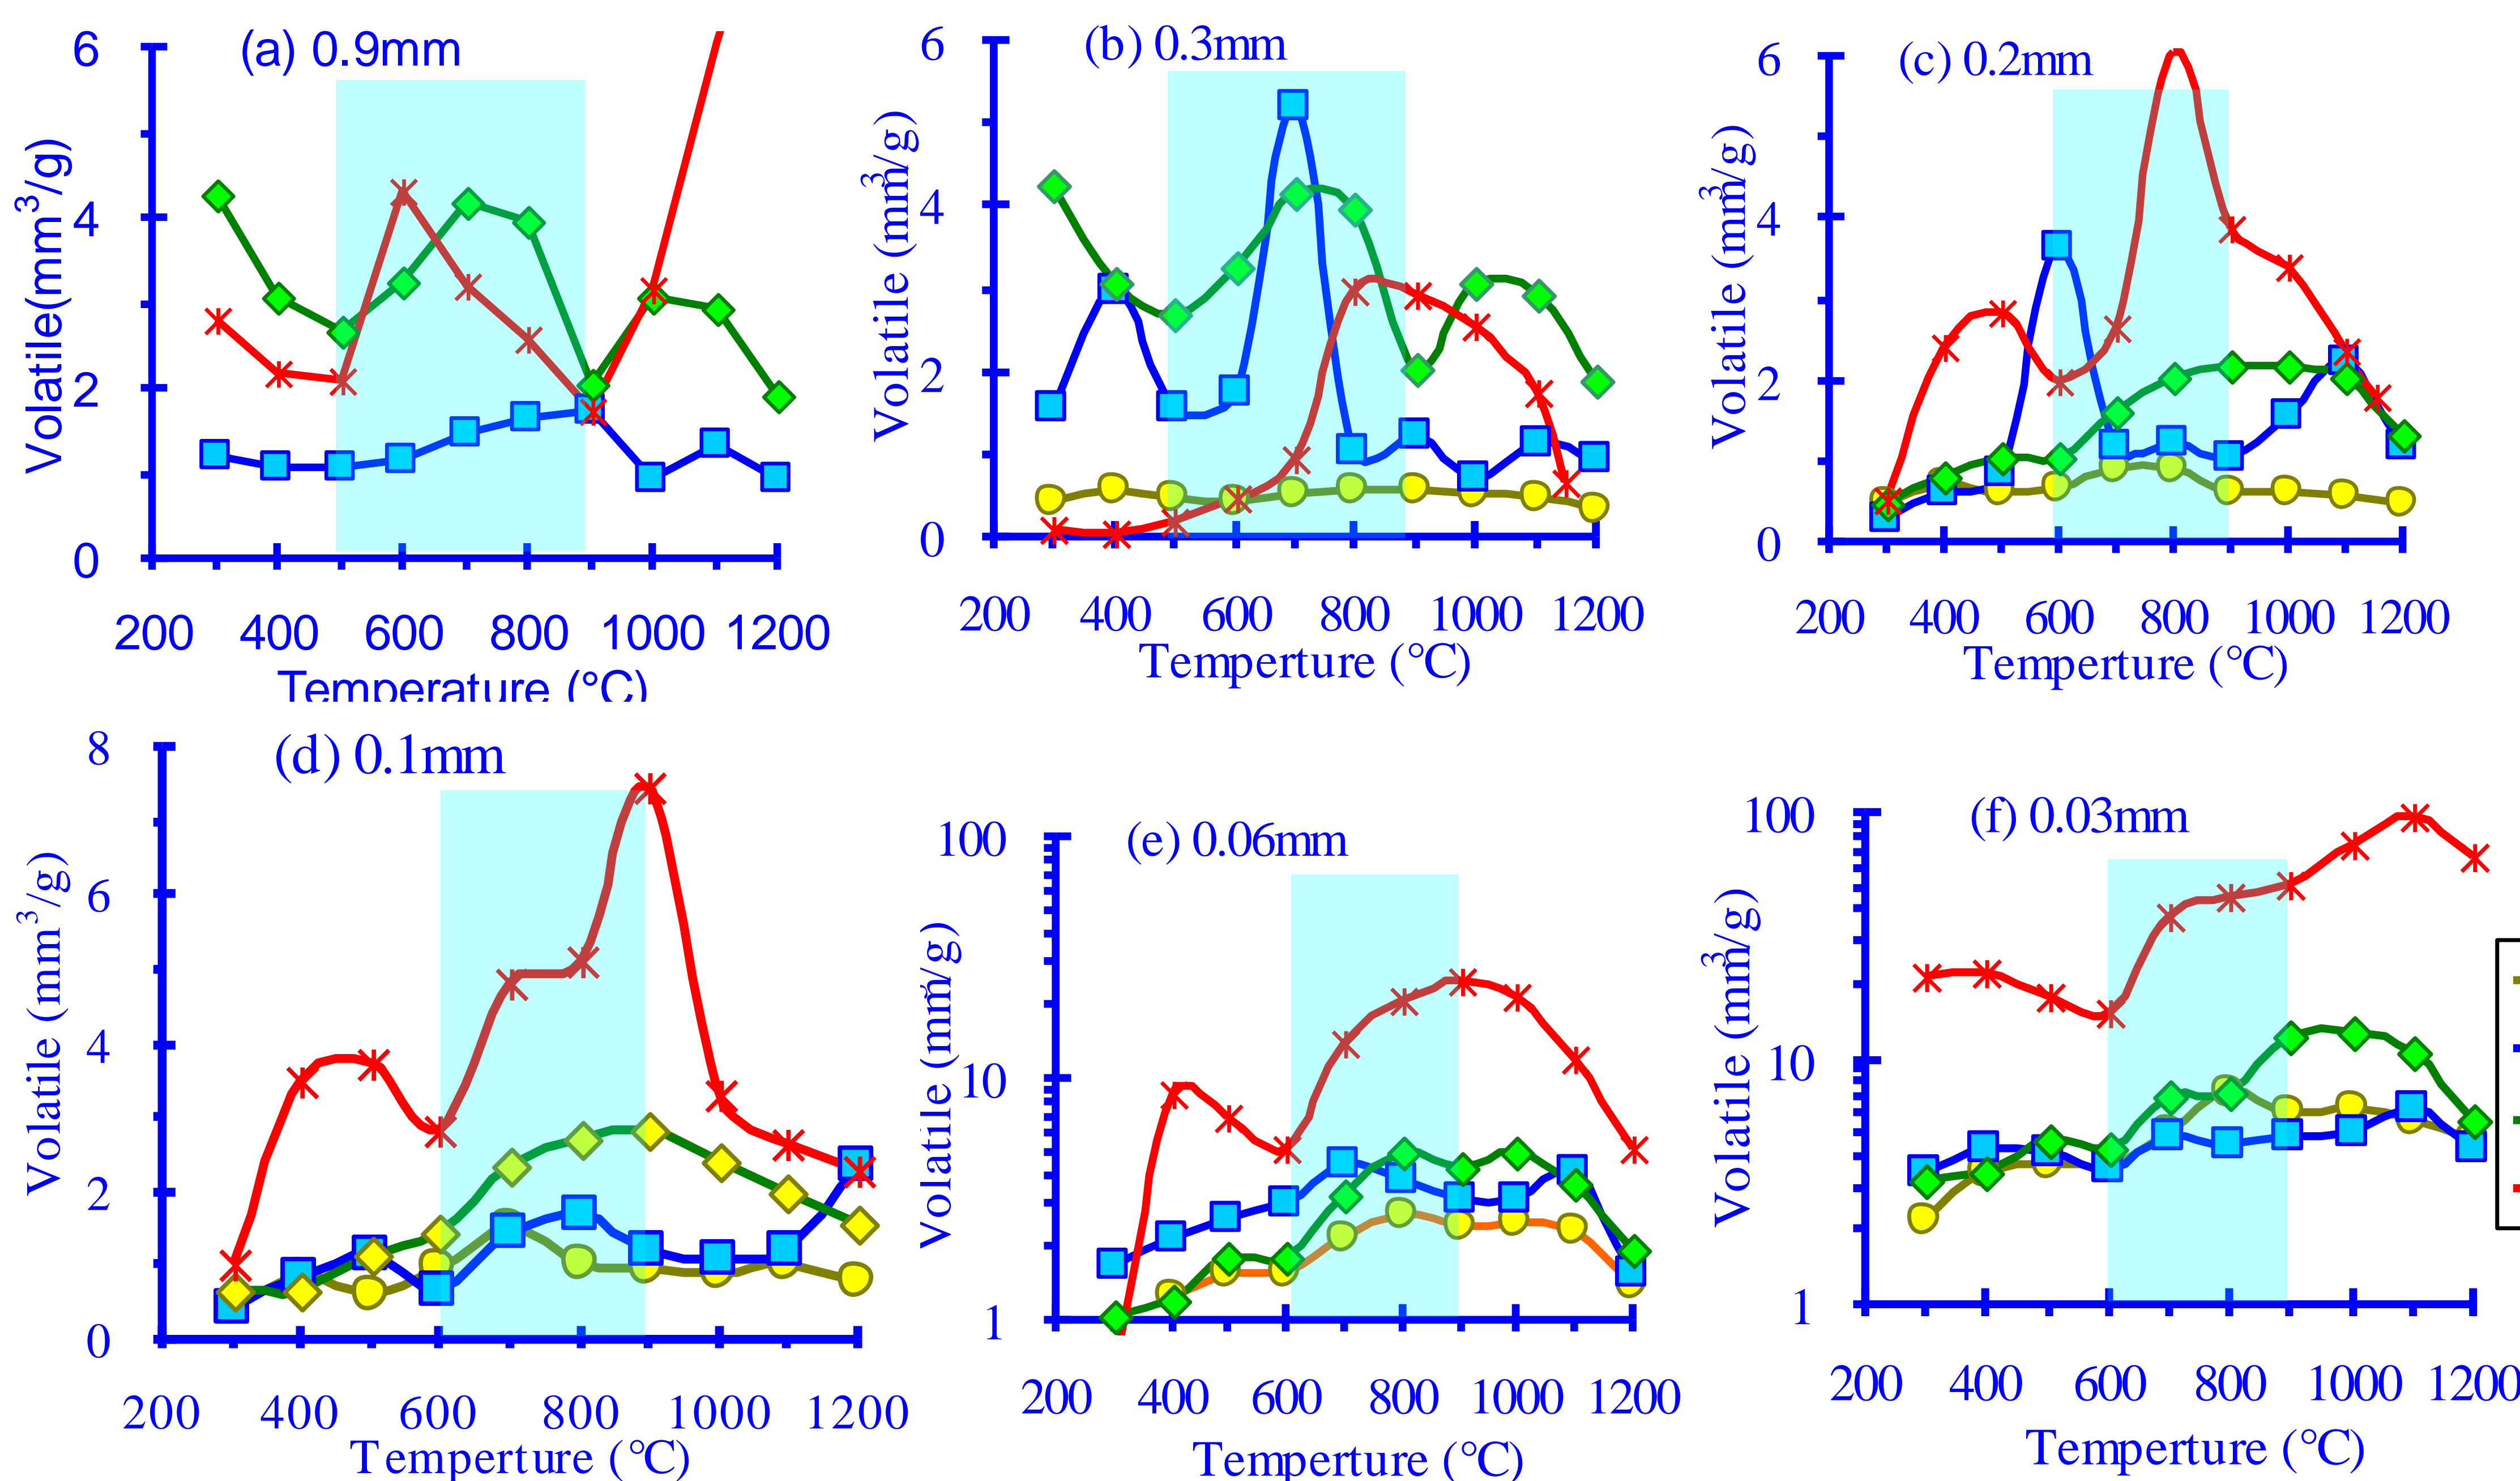 (a) 0.9mm
Volatile(mm3/g)
6
4
2
0
200 400 600 800 1000 1200
Temperature (°C)
(b) 0.3mm
Volatile (mm3/g)
6
4
2
0
200 400 600 800 1000 1200
Temperture (°C)
(c) 0.2mm
Volatile (mm3/g)
6
4
2
0
200 400 600 800 1000 1200
Temperture (°C)
(d) 0.1mm
Volatile (mm3/g)
8
6
4
2
0
200 400 600 800 1000 1200
Temperture (°C)
(e) 0.06mm
Volatile (mm3/g)
100
10
1
200 400 600 800 1000 1200
Temperture (°C)
(f) 0.03mm
Volatile (mm3/g)
100
10
1
200 400 600 800 1000 1200
Temperture (°C)